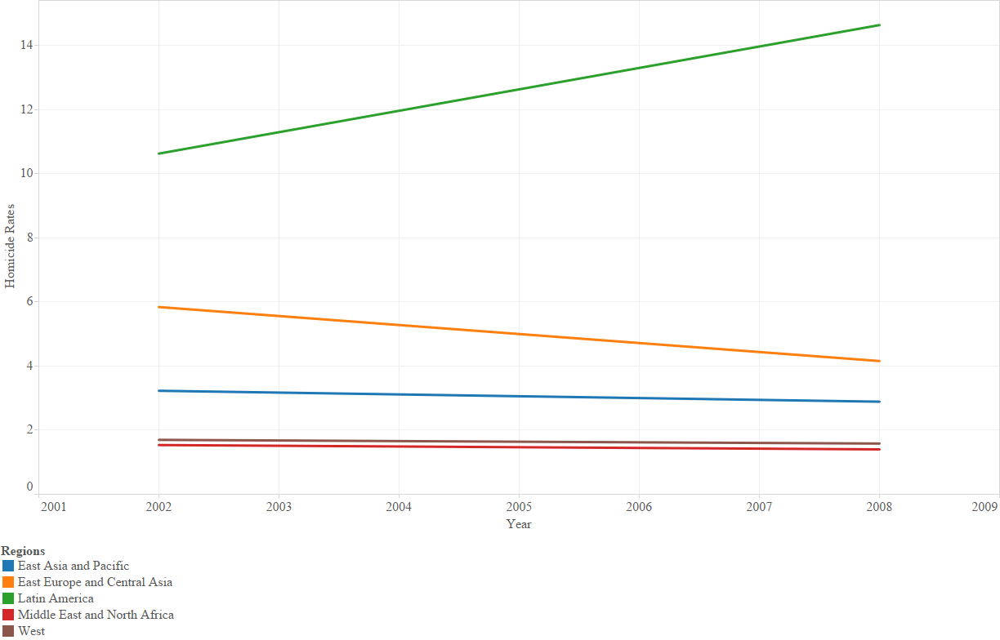 14
12
10
8
6
4
2
0
Homicide Rates
2001 2002 2003 2004 2005 2006 2007 2008 2009
Year
Regions
East Asia and Pacific
East Europe and Central Asia
Latin America
Middle East and North Africa
West